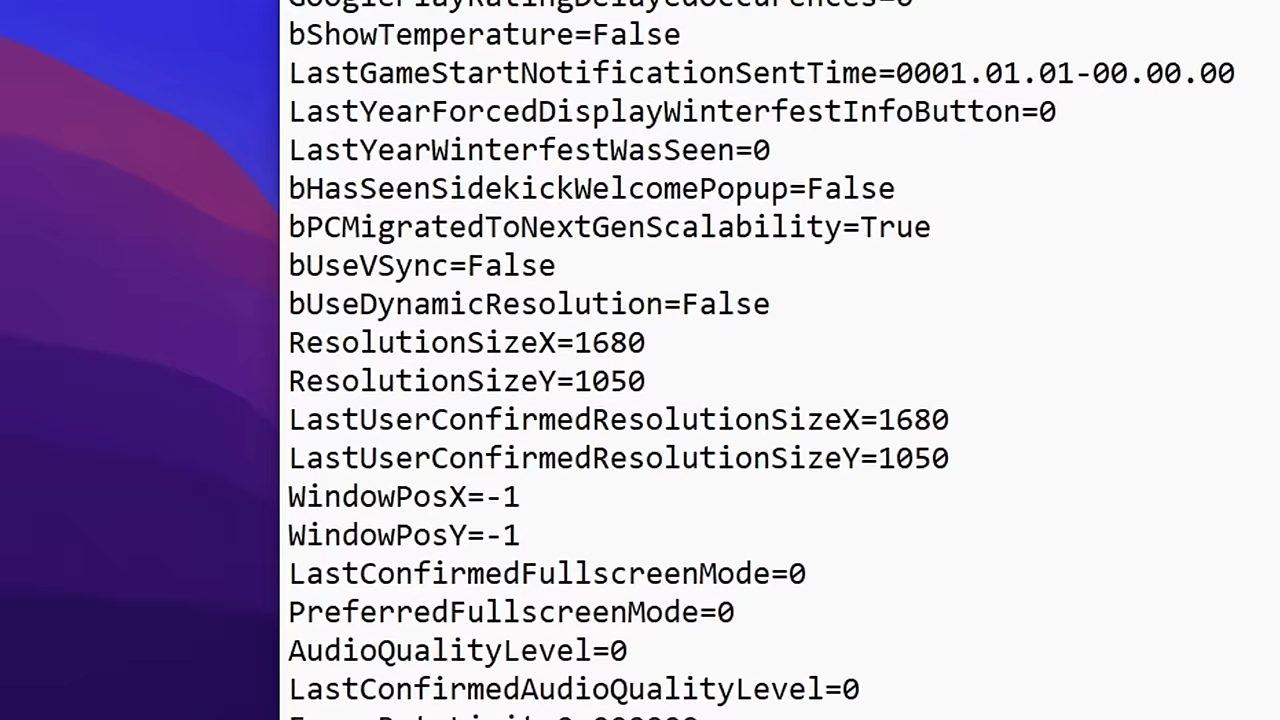 GooglePlayRatingDelayedOccurences=0
bShowTemperature=False
LastGameStartNotificationSentTime=0001.01.01-00.00.00
LastYearForcedDisplayWinterfestInfoButton=0
LastYearWinterfestWasSeen=0
bHasSeenSidekickWelcomePopup=False
bPCMigratedToNextGenScalability=True
bUseVSync=False
bUseDynamicResolution=False
ResolutionSizeX=1680
ResolutionSizeY=1050
LastUserConfirmedResolutionSizeX=1680
LastUserConfirmedResolutionSizeY=1050
WindowPosX=-1
WindowPosY=-1
LastConfirmedFullscreenMode=0
PreferredFullscreenMode=0
AudioQualityLevel=0
LastConfirmedAudioQualityLevel=0